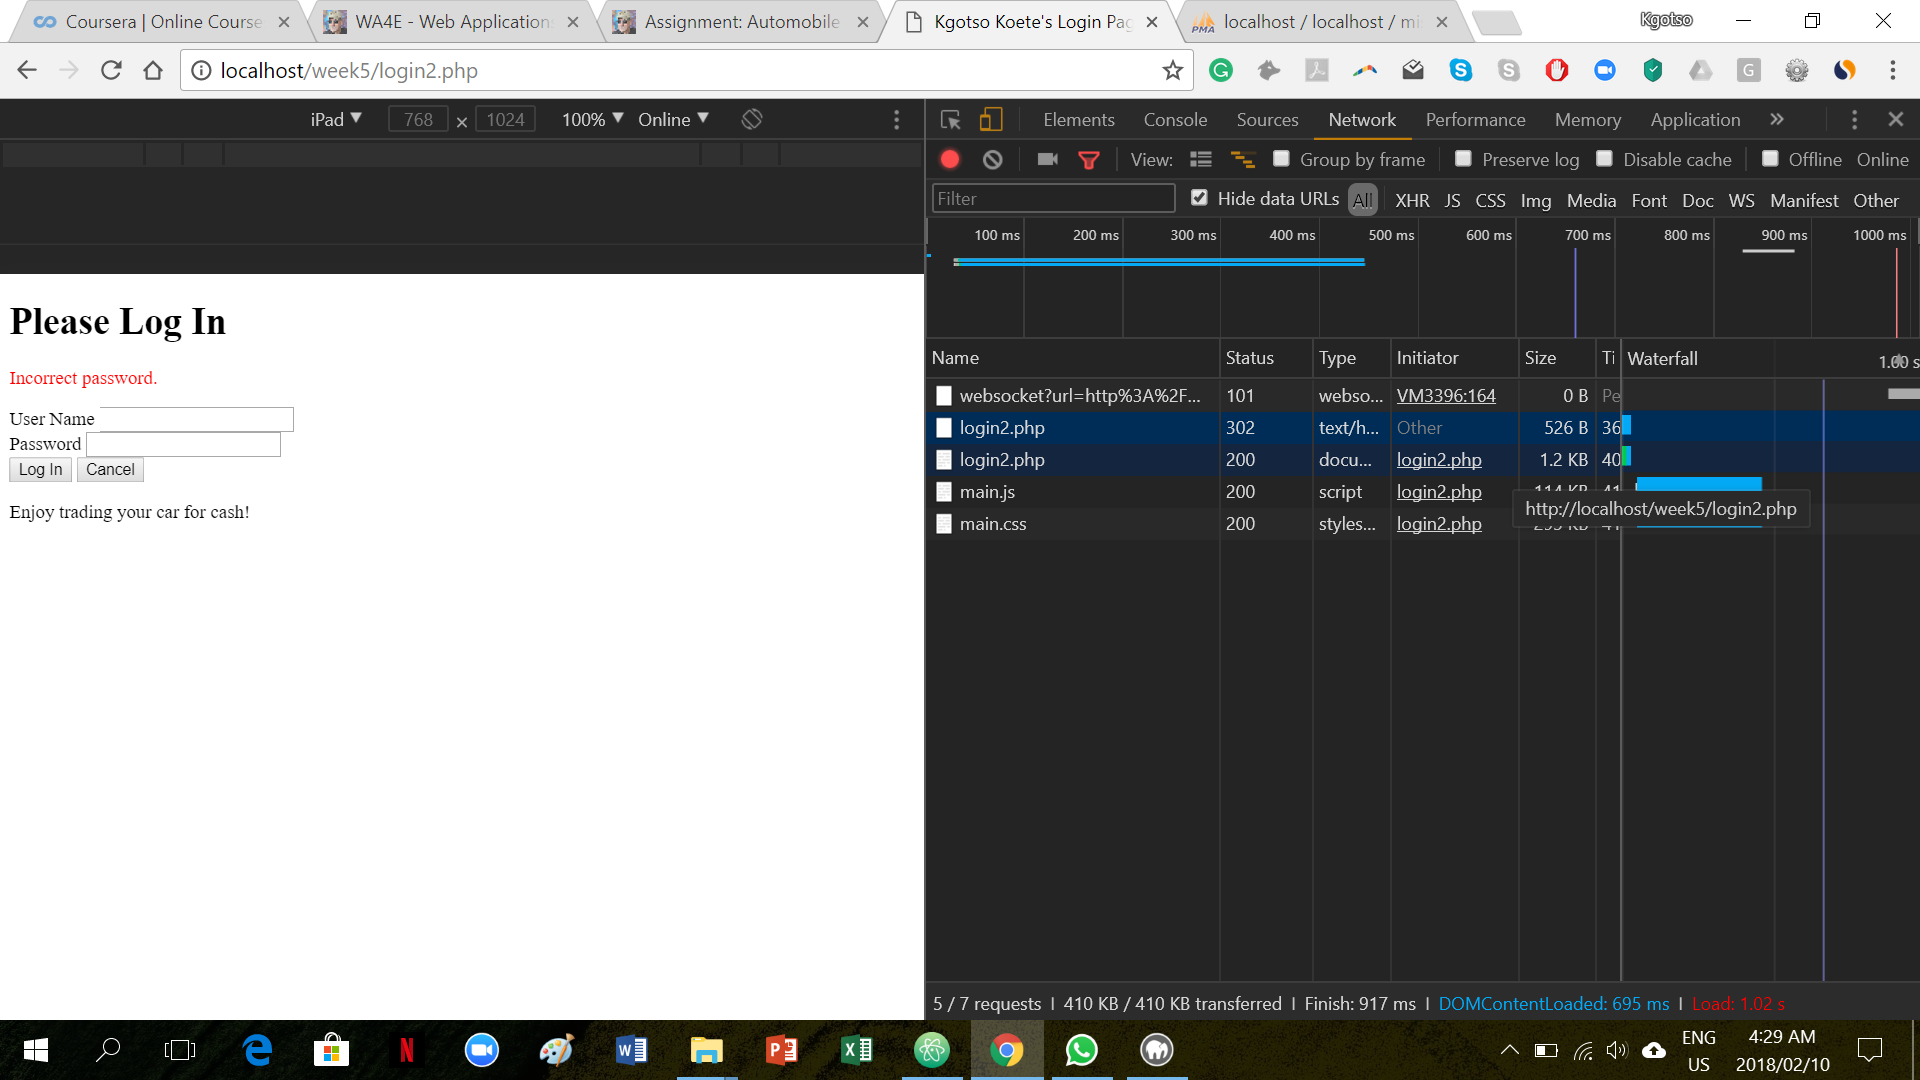 Coursera | Online Course
WA4E - Web Applications
Assignment: Automobile
Kgotso Koete's Login Pag
localhost / localhost / mi
Kgotso
localhost/week5/login2.php
iPad 768 × 1024 100% Online
Elements Console Sources Network Performance Memory Application
View: Group by frame Preserve log Disable cache Offline Online
Filter Hide data URLs All XHR JS CSS Img Media Font Doc WS Manifest Other
100 ms 200 ms 300 ms 400 ms 500 ms 600 ms 700 ms 800 ms 900 ms 1000 ms
Name Status Type Initiator Size Ti Waterfall 1.00 s
websocket?url=http%3A%2F... 101 webso... VM3396:164 0 B Pe
login2.php 302 text/h... Other 526 B 36
login2.php 200 docu... login2.php 1.2 KB 40
main.js 200 script login2.php 114 KB 41
main.css 200 styles... login2.php
http://localhost/week5/login2.php
5 / 7 requests | 410 KB / 410 KB transferred | Finish: 917 ms | DOMContentLoaded: 695 ms | Load: 1.02 s
Please Log In
Incorrect password.
User Name
Password
Log In Cancel
Enjoy trading your car for cash!
ENG
US
4:29 AM
2018/02/10